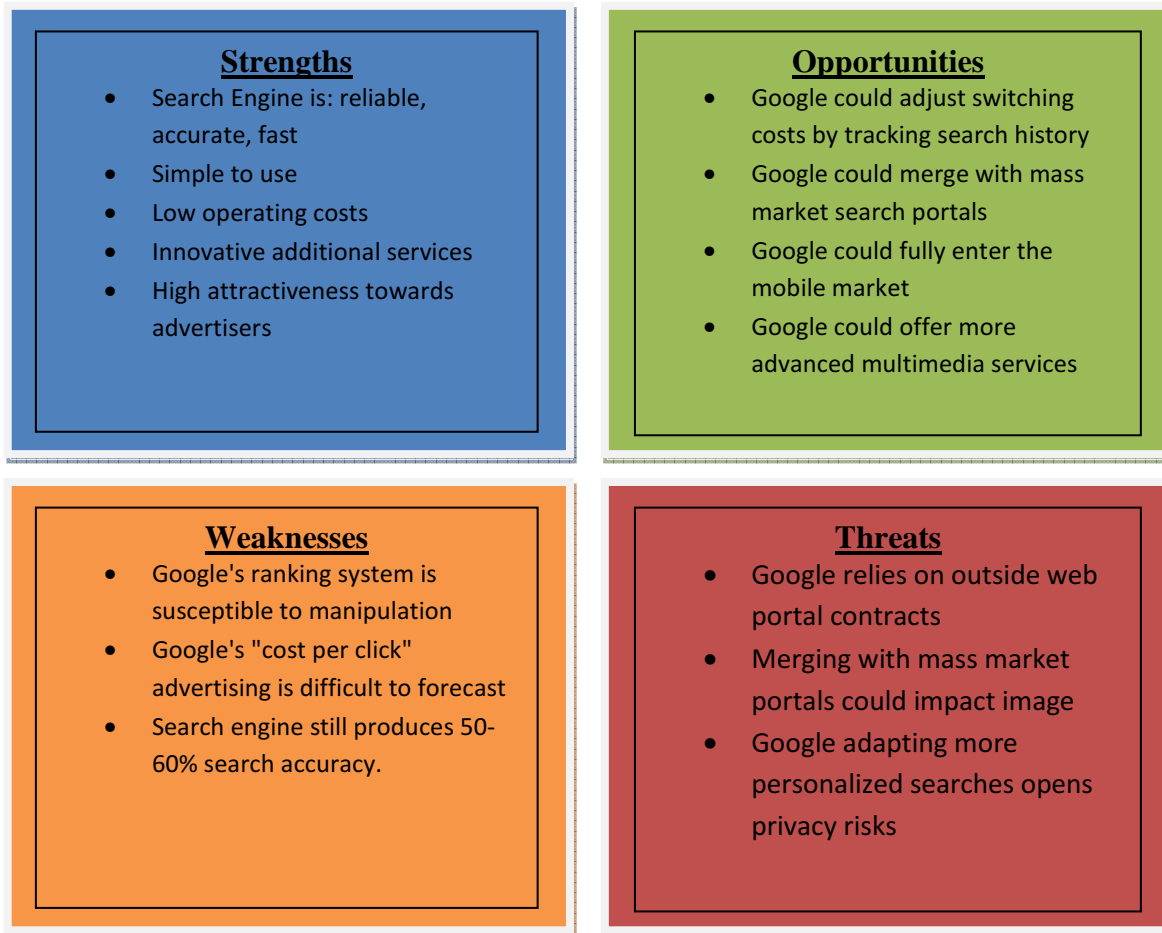 Strengths
• Search Engine is: reliable,
accurate, fast
• Simple to use
• Low operating costs
• Innovative additional services
• High attractiveness towards
advertisers
Opportunities
• Google could adjust switching
costs by tracking search history
• Google could merge with mass
market search portals
• Google could fully enter the
mobile market
• Google could offer more
advanced multimedia services
Weaknesses
• Google's ranking system is
susceptible to manipulation
• Google's "cost per click"
advertising is difficult to forecast
• Search engine still produces 50-
60% search accuracy.
Threats
• Google relies on outside web
portal contracts
• Merging with mass market
portals could impact image
• Google adapting more
personalized searches opens
privacy risks